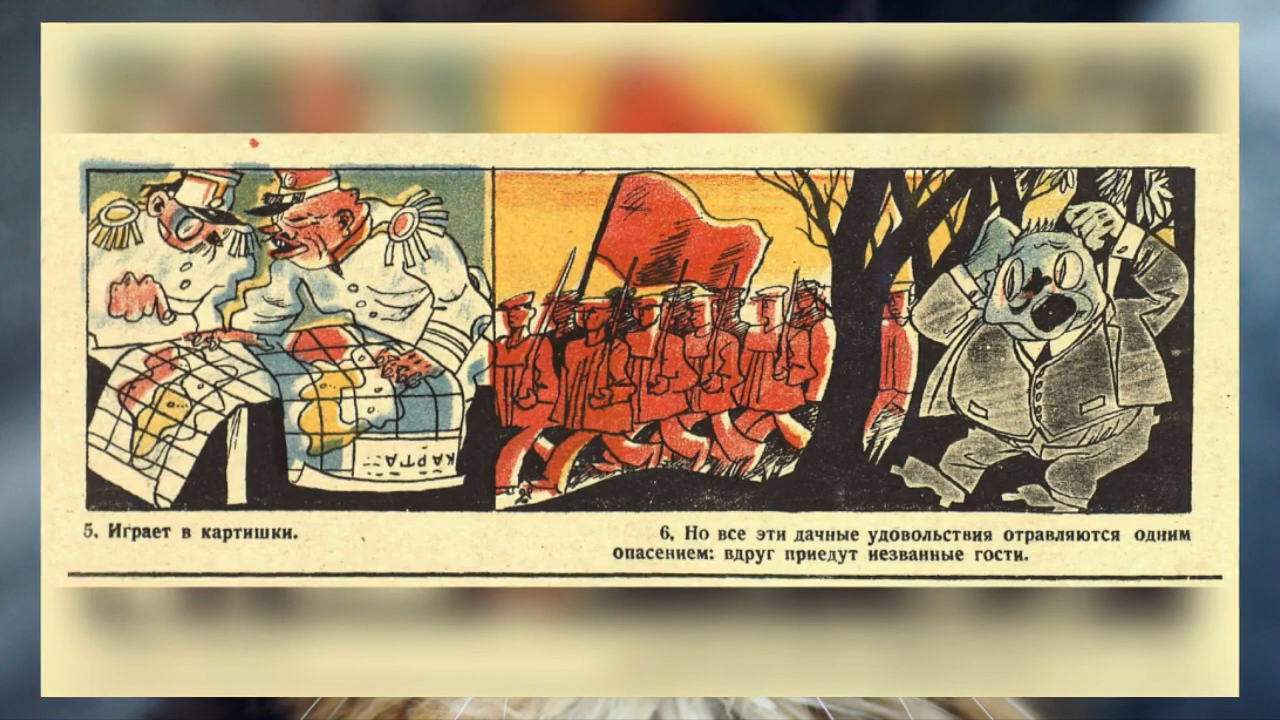 КАРТА
5. Играет в картишки.
6. Но все эти дачные удовольствия отравляются одним
опасением: вдруг приедут незванные гости.